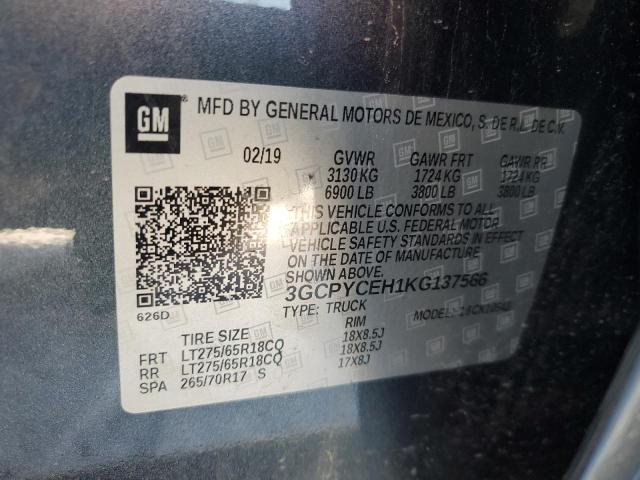 GM
MFD BY GENERAL MOTORS DE MEXICO, S. DE R.L. DE C.V.
02/19 GVWR GAWR FRT GAWR RR
3130 KG 1724 KG 1724 KG
6900 LB 3800 LB 3800 LB
THIS VEHICLE CONFORMS TO ALL
APPLICABLE U.S. FEDERAL MOTOR
VEHICLE SAFETY STANDARDS IN EFFECT
ON THE DATE OF MANUFACTURE SHOWN ABOVE.
3GCPYCEH1KG137566
626D TYPE: TRUCK MODEL:
TIRE SIZE RIM
FRT LT275/65R18CQ 18X8.5J
RR LT275/65R18CQ 18X8.5J
SPA 265/70R17 S 17X8J